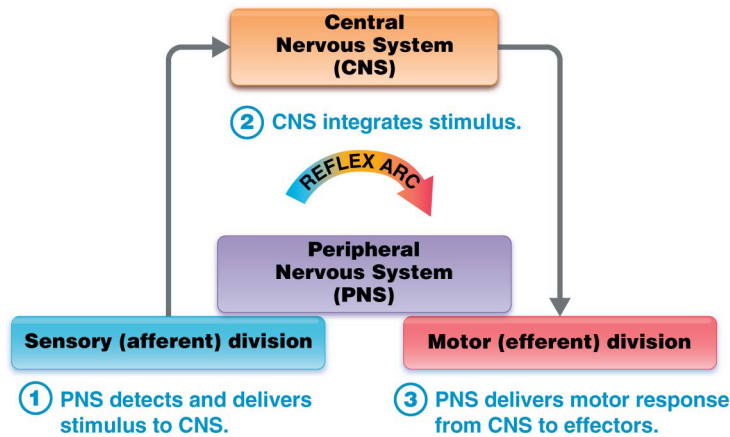 Central
Nervous System
(CNS)
2 CNS integrates stimulus.
REFLEX ARC
Peripheral
Nervous System
(PNS)
Sensory (afferent) division
Motor (efferent) division
1 PNS detects and delivers
stimulus to CNS.
3 PNS delivers motor response
from CNS to effectors.